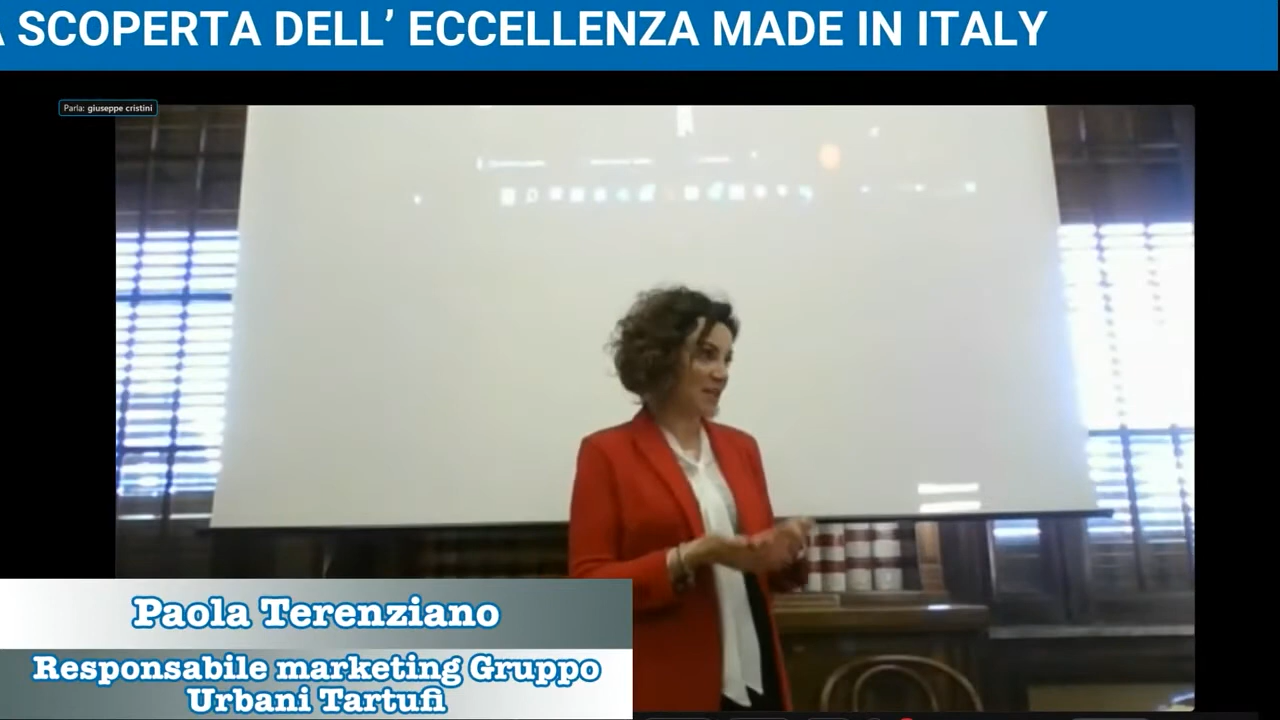 SCOPERTA DELL’ ECCELLENZA MADE IN ITALY
Parla: giuseppe cristini
Paola Terenziano
Responsabile marketing Gruppo
Urbani Tartufi